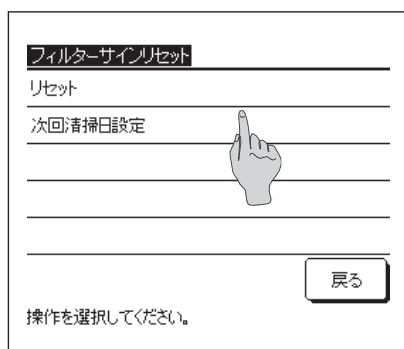 フィルターサインリセット
リセット
次回清掃日設定
戻る
操作を選択してください。